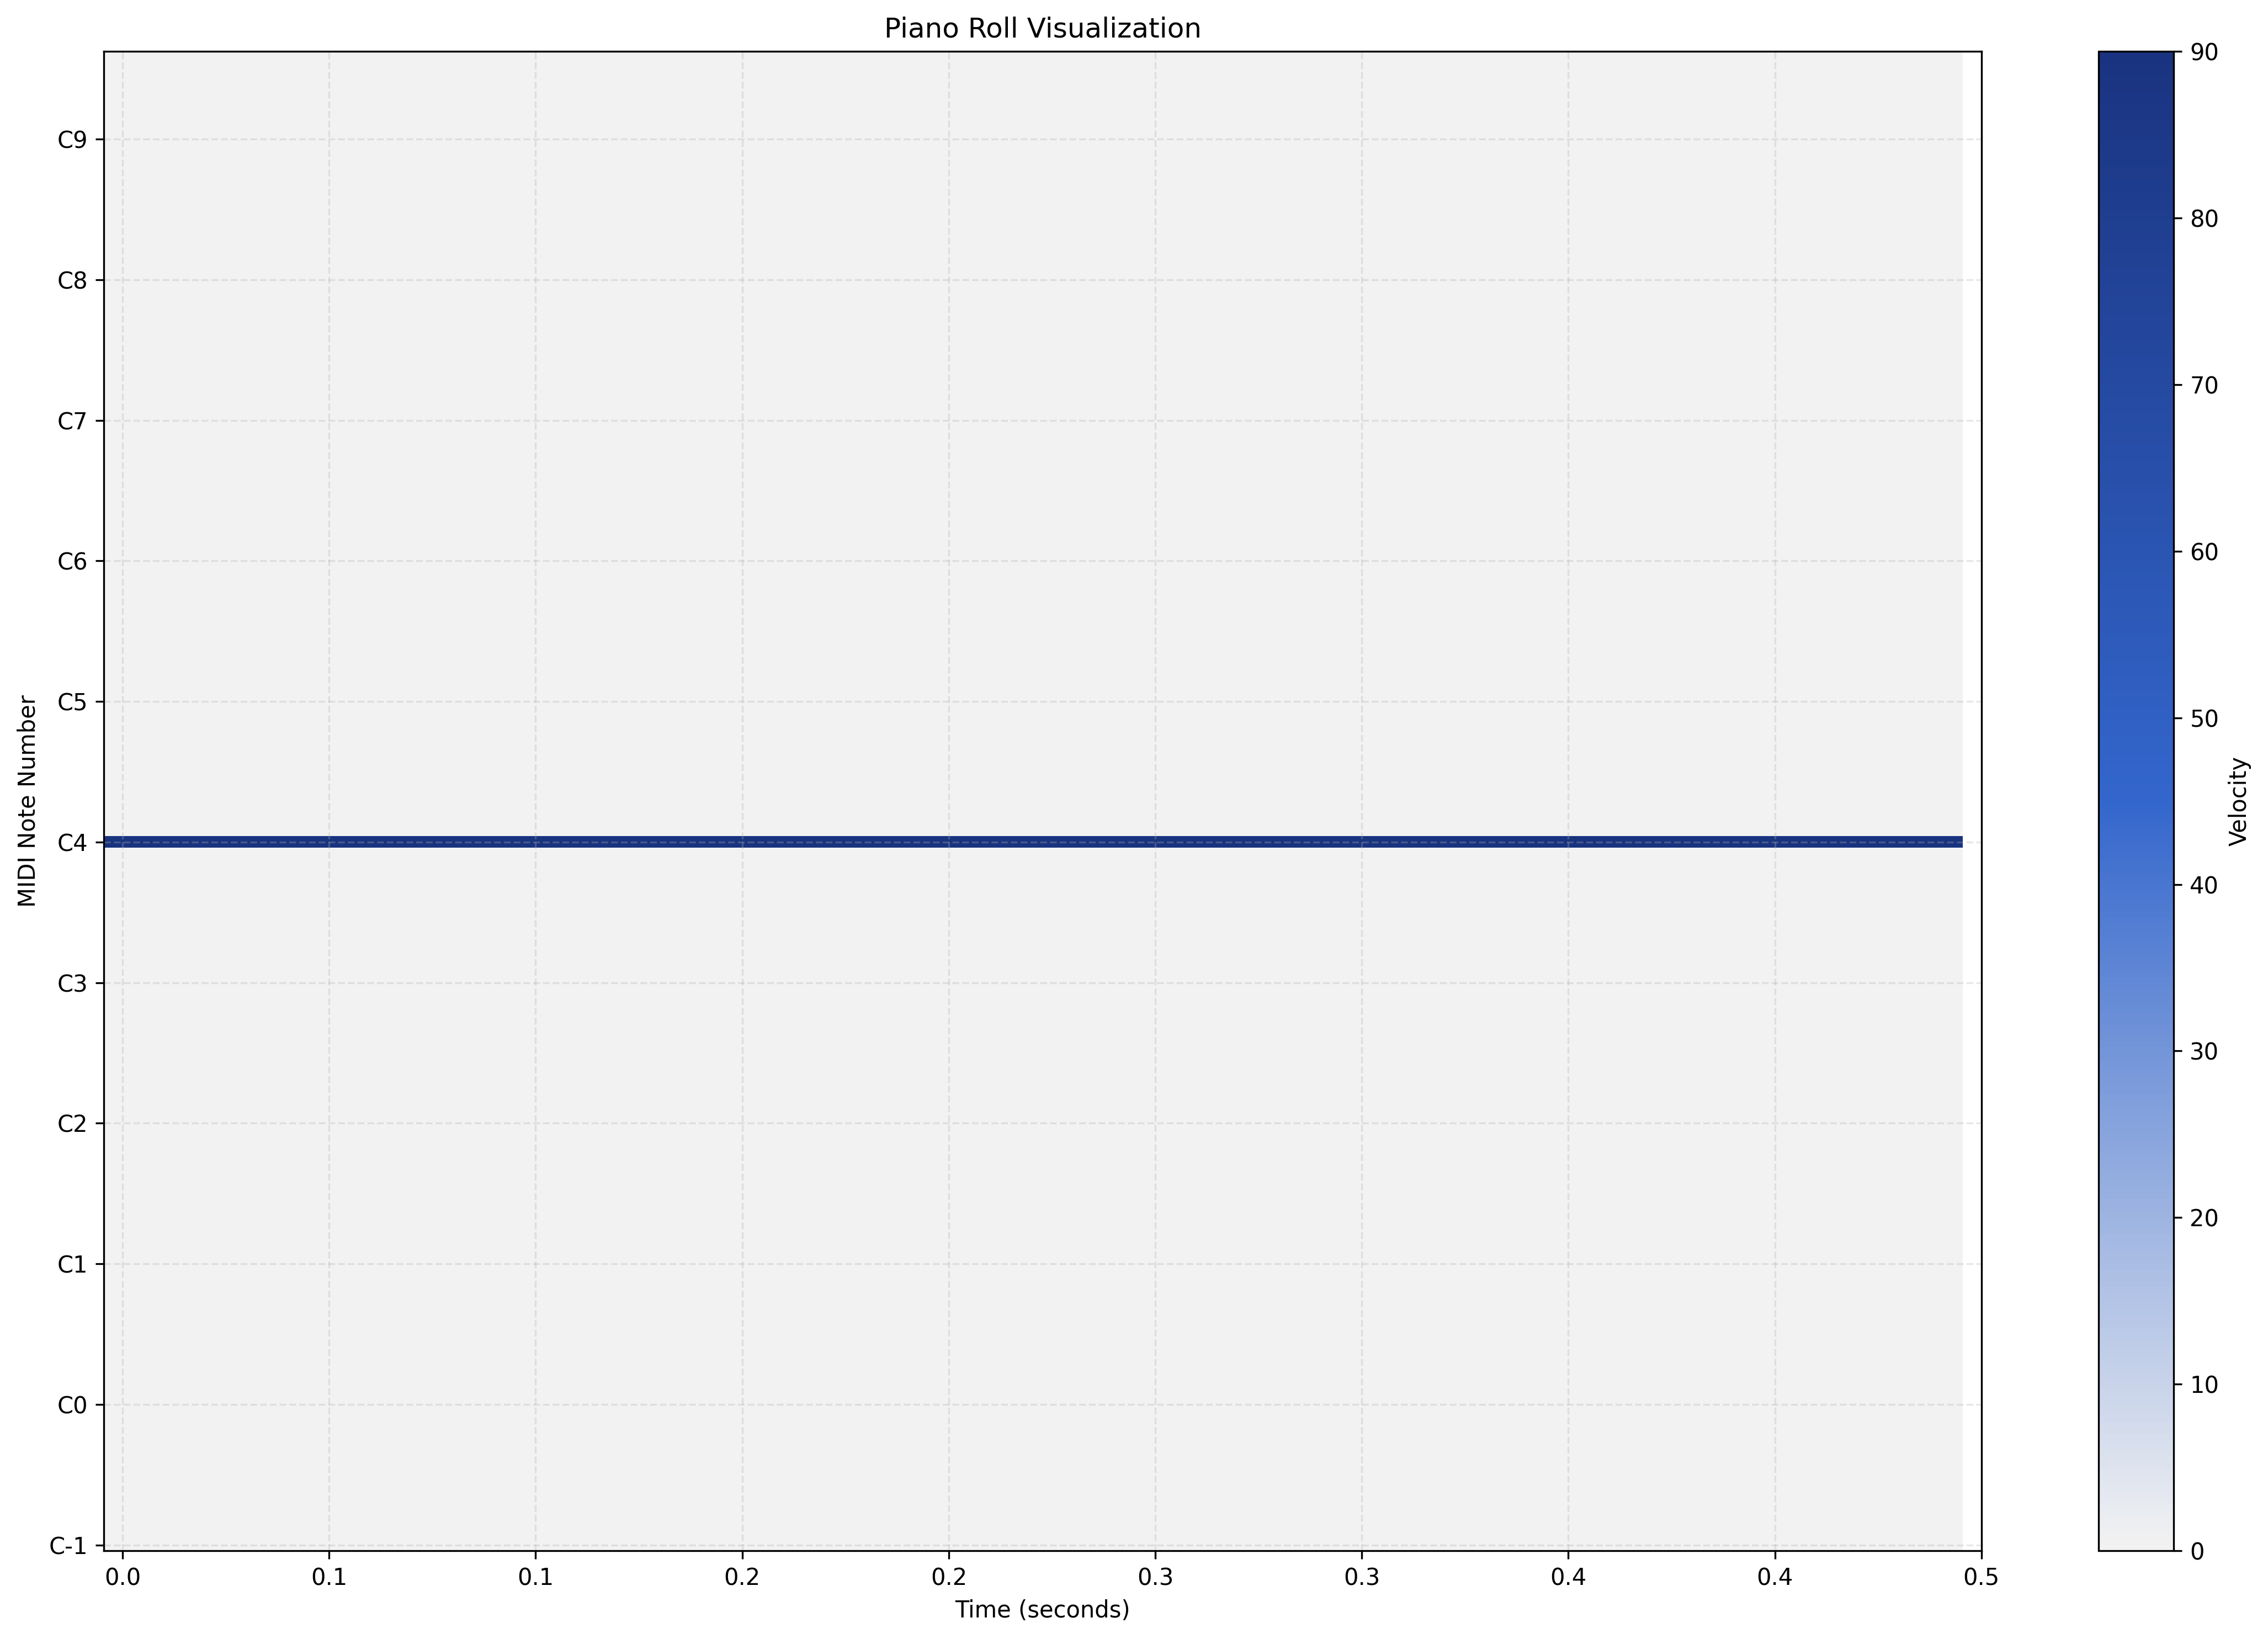 Piano Roll Visualization
C9
C8
C7
C6
C5
C4
C3
C2
C1
C0
C-1
MIDI Note Number
0.0 0.1 0.1 0.2 0.2 0.3 0.3 0.4 0.4 0.5
Time (seconds)
90
80
70
60
50
40
30
20
10
0
Velocity